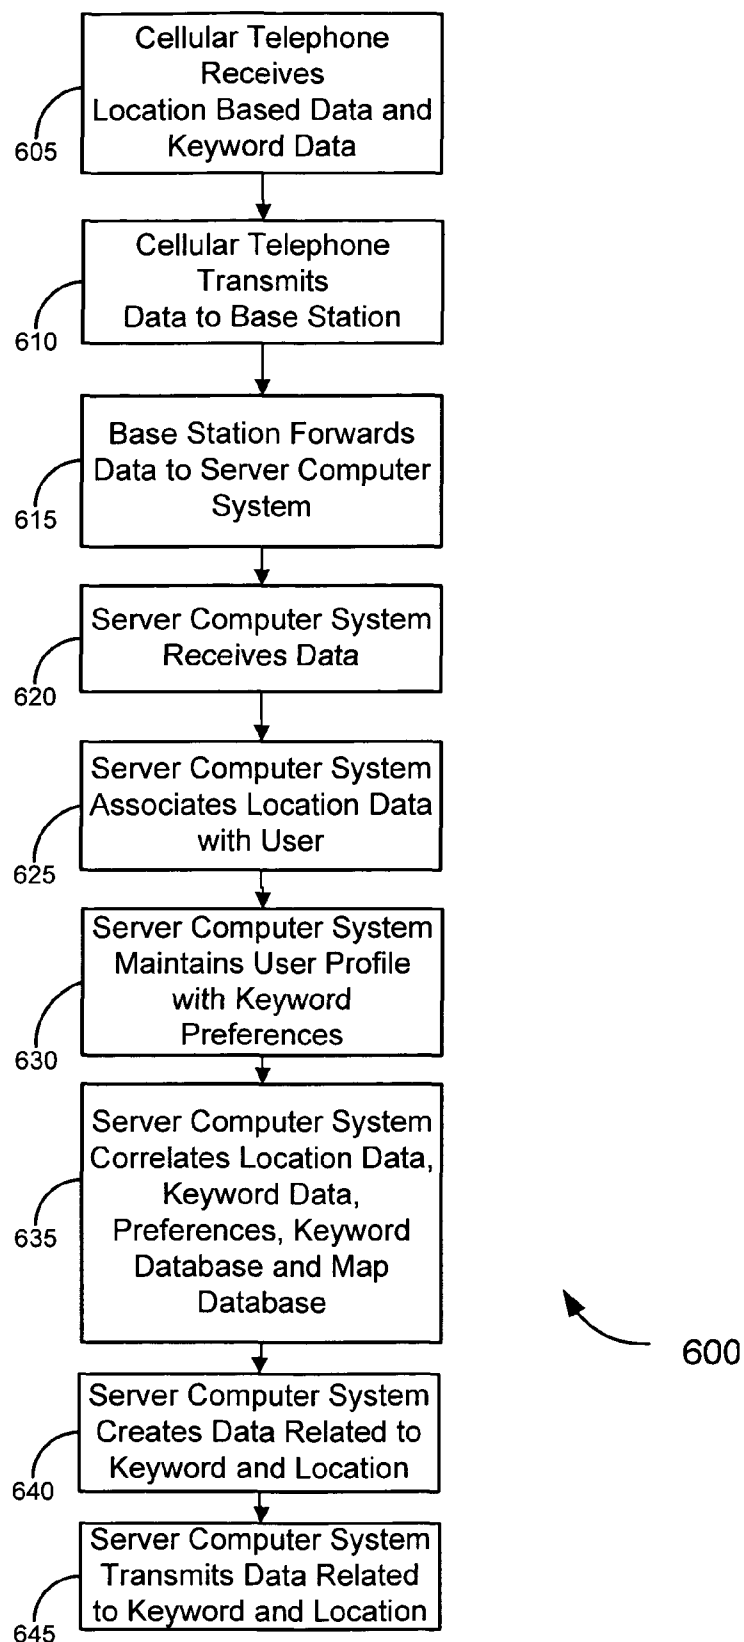 Cellular Telephone
Receives
Location Based Data and
Keyword Data
605
Cellular Telephone
Transmits
Data to Base Station
610
Base Station Forwards
Data to Server Computer
System
615
Server Computer System
Receives Data
620
Server Computer System
Associates Location Data
with User
625
Server Computer System
Maintains User Profile
with Keyword
Preferences
630
Server Computer System
Correlates Location Data,
Keyword Data,
Preferences, Keyword
Database and Map
Database
635
600
Server Computer System
Creates Data Related to
Keyword and Location
640
Server Computer System
Transmits Data Related
to Keyword and Location
645